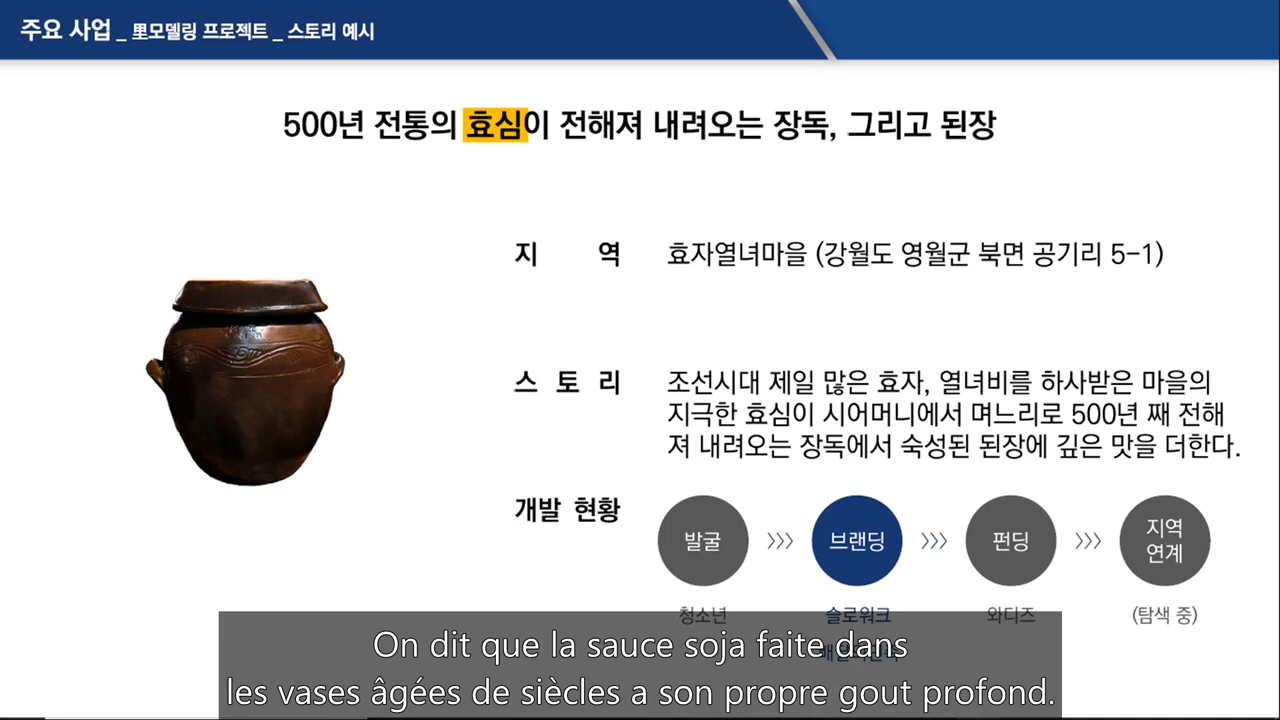 주요 사업 _ 里모델링 프로젝트 _ 스토리 예시
500년 전통의 효심이 전해져 내려오는 장독, 그리고 된장
지 역 효자열녀마을 (강월도 영월군 북면 공기리 5-1)
스 토 리 조선시대 제일 많은 효자, 열녀비를 하사받은 마을의
지극한 효심이 시어머니에서 며느리로 500년 째 전해
져 내려오는 장독에서 숙성된 된장에 깊은 맛을 더한다.
개발 현황
발굴 >>> 브랜딩 >>> 펀딩 >>> 지역
연계
청소년 슬로워크 와디즈 (탐색 중)
On dit que la sauce soja faite dans
les vases âgées de siècles a son propre gout profond.